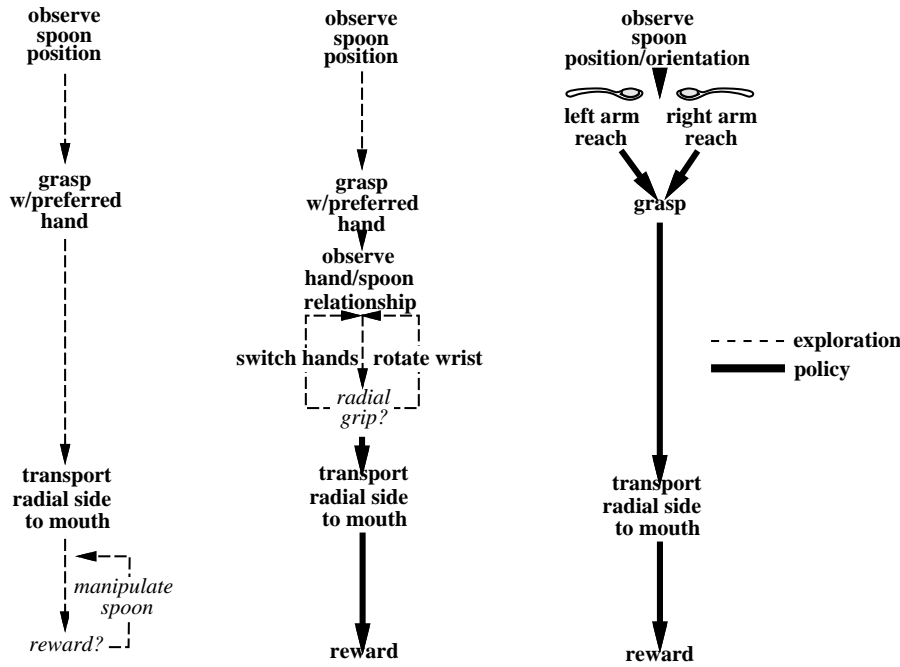 observe
spoon
position
grasp
w/preferred
hand
transport
radial side
to mouth
manipulate
spoon
reward?
observe
spoon
position
grasp
w/preferred
hand
observe
hand/spoon
relationship
switch hands
rotate wrist
radial
grip?
transport
radial side
to mouth
reward
observe
spoon
position/orientation
left arm
reach
right arm
reach
grasp
transport
radial side
to mouth
reward
exploration
policy